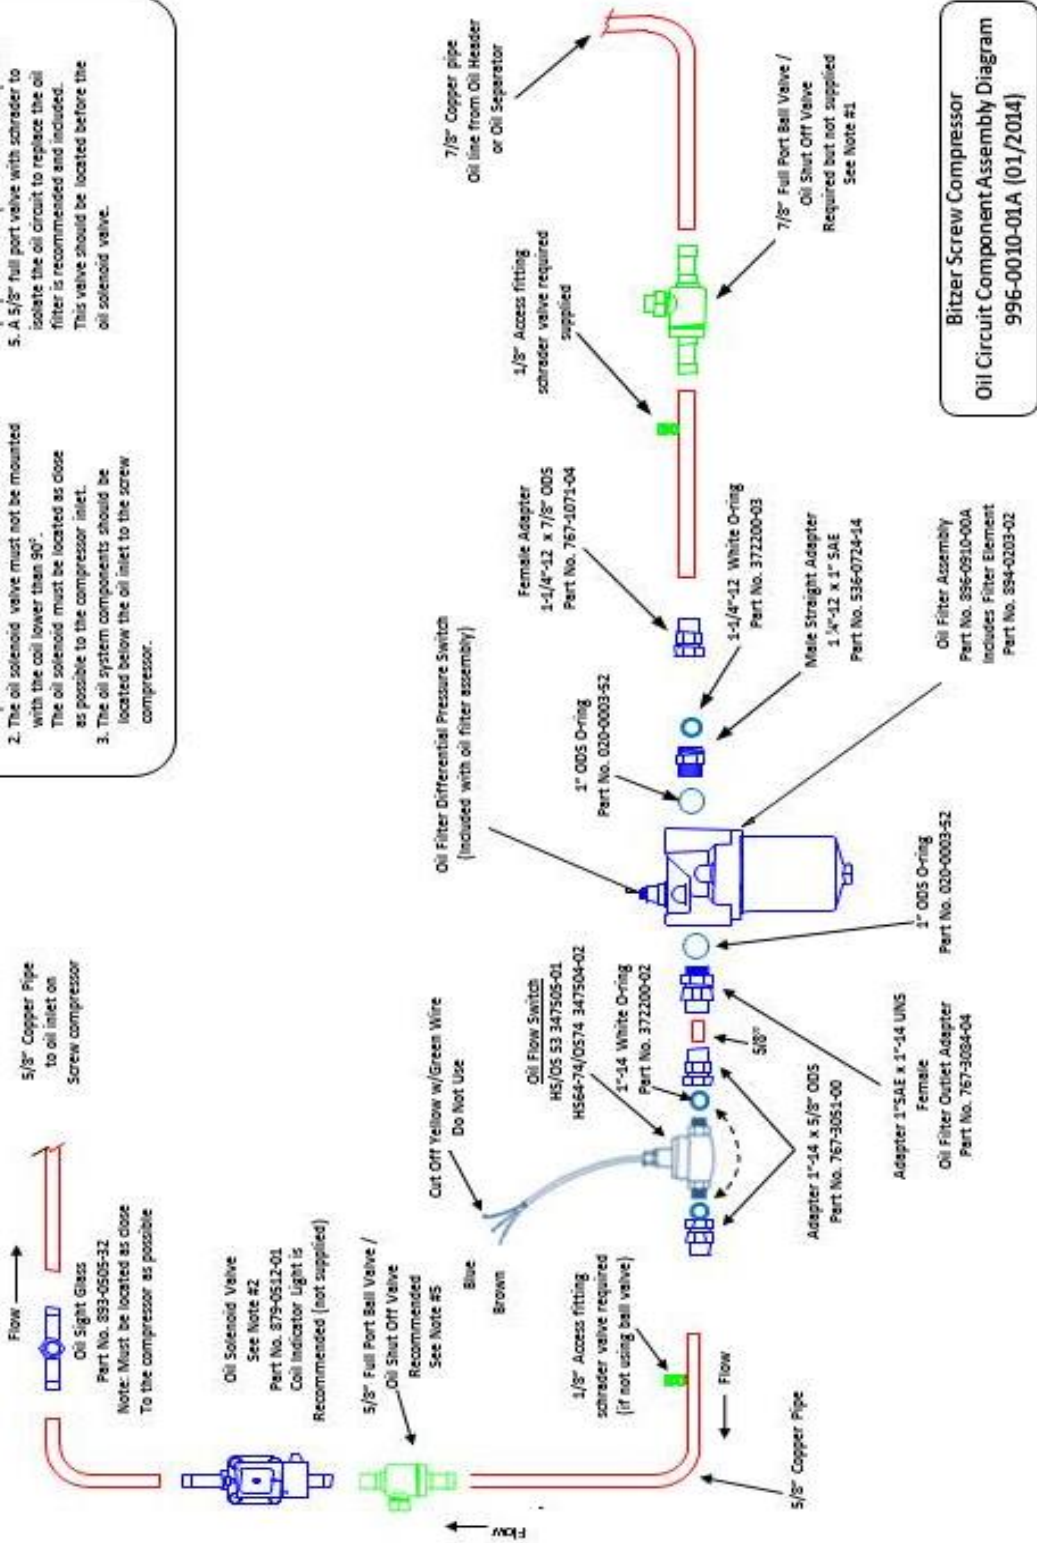 2. The oil solenoid valve must not be mounted
with the coil lower than 90°.
The oil solenoid must be located as close
as possible to the compressor inlet.
3. The oil system components should be
located below the oil inlet to the screw
compressor.
5. A 5/8" full port valve with schrader to
isolate the oil circuit to replace the oil
filter is recommended and included.
This valve should be located before the
oil solenoid valve.
Flow
5/8" Copper Pipe
to oil inlet on
Screw compressor
Oil Sight Glass
Part No. 893-0505-32
Note: Must be located as close
To the compressor as possible
Oil Solenoid Valve
See Note #2
Part No. 879-0512-01
Coil Indicator Light is
Recommended (not supplied)
5/8" Full Port Ball Valve /
Oil Shut Off Valve
Recommended
See Note #5
Flow
Cut Off Yellow w/Green Wire
Do Not Use
Blue
Brown
1/8" Access fitting
schrader valve required
(if not using ball valve)
Flow
5/8" Copper Pipe
Oil Flow Switch
HS/OS 53 347505-01
HS64-74/OS74 347504-02
1"-14 White O-ring
Part No. 372200-02
5/8"
Adapter 1"-14 x 5/8" ODS
Part No. 767-3051-00
Adapter 1"SAE x 1"-14 UNS
Female
Oil Filter Outlet Adapter
Part No. 767-3084-04
1" ODS O-ring
Part No. 020-0003-52
Oil Filter Differential Pressure Switch
(Included with oil filter assembly)
1" ODS O-ring
Part No. 020-0003-52
Oil Filter Assembly
Part No. 896-0910-00A
Includes Filter Element
Part No. 894-0203-02
Male Straight Adapter
1 ¼"-12 x 1" SAE
Part No. 536-0724-14
1-1/4"-12 White O-ring
Part No. 372200-03
Female Adapter
1-1/4"-12 x 7/8" ODS
Part No. 767-1071-04
1/8" Access fitting
schrader valve required
supplied
7/8" Full Port Ball Valve /
Oil Shut Off Valve
Required but not supplied
See Note #1
7/8" Copper pipe
Oil line from Oil Header
or Oil Separator
Bitzer Screw Compressor
Oil Circuit Component Assembly Diagram
996-0010-01A (01/2014)